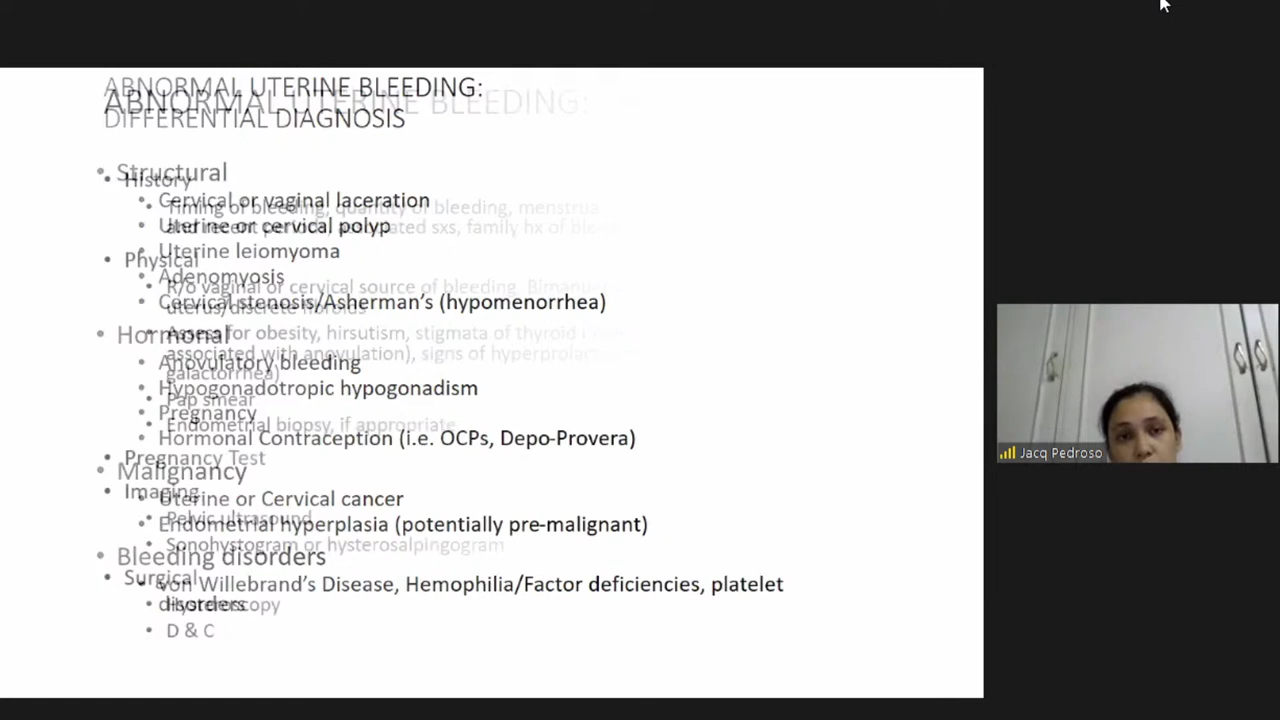 ABNORMAL UTERINE BLEEDING:
DIFFERENTIAL DIAGNOSIS
• Structural
• Cervical or vaginal laceration
• Uterine or cervical polyp
• Uterine leiomyoma
• Adenomyosis
• Cervical stenosis/Asherman's (hypomenorrhea)
• Hormonal
• Anovulatory bleeding
• Hypogonadotropic hypogonadism
• Pregnancy
• Hormonal Contraception (i.e. OCPs, Depo-Provera)
• Malignancy
• Uterine or Cervical cancer
• Endometrial hyperplasia (potentially pre-malignant)
• Bleeding disorders
• von Willebrand's Disease, Hemophilia/Factor deficiencies, platelet
disorders
ABNORMAL UTERINE BLEEDING:
• History
• Timing of bleeding, quantity of bleeding, menstrual
and recent periods, associated sxs, family hx of
• Physical
• R/o vaginal or cervical source of bleeding. Bimanual
uterus/discrete fibroids
• Assess for obesity, hirsutism, stigmata of thyroid
associated with anovulation), signs of
galactorrhea)
• Pap smear
• Endometrial biopsy, if appropriate
• Pregnancy Test
• Imaging
• Pelvic ultrasound
• Sonohystogram or hysterosalpingogram
• Surgical
• Hysteroscopy
• D & C
Jacq Pedroso